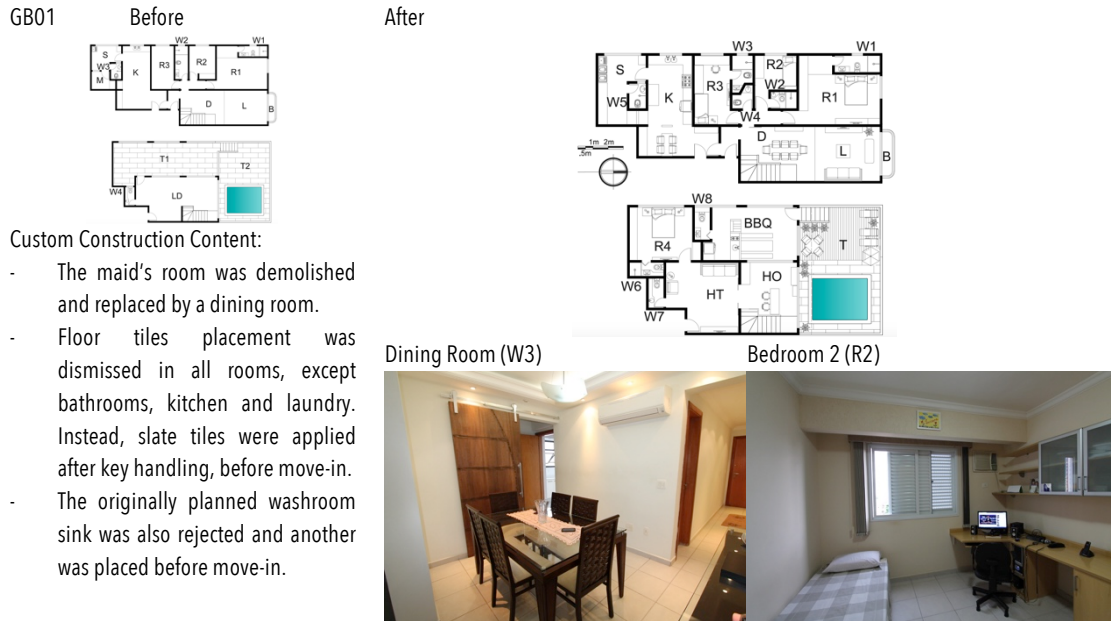 GB01 Before After
W2 W1
S
W3 K R3 R2 R1
M
D L B
T1 T2
W4 LD
Custom Construction Content:
- The maid's room was demolished
and replaced by a dining room.
- Floor tiles placement was
dismissed in all rooms, except
bathrooms, kitchen and laundry.
Instead, slate tiles were applied
after key handling, before move-in.
- The originally planned washroom
sink was also rejected and another
was placed before move-in.
W3 W1
S R2
K R3 W2 R1
W5
W4
D
L B
1m 2m
.5m
W8
BBQ
R4 T
W6 HT HO
W7
Dining Room (W3) Bedroom 2 (R2)